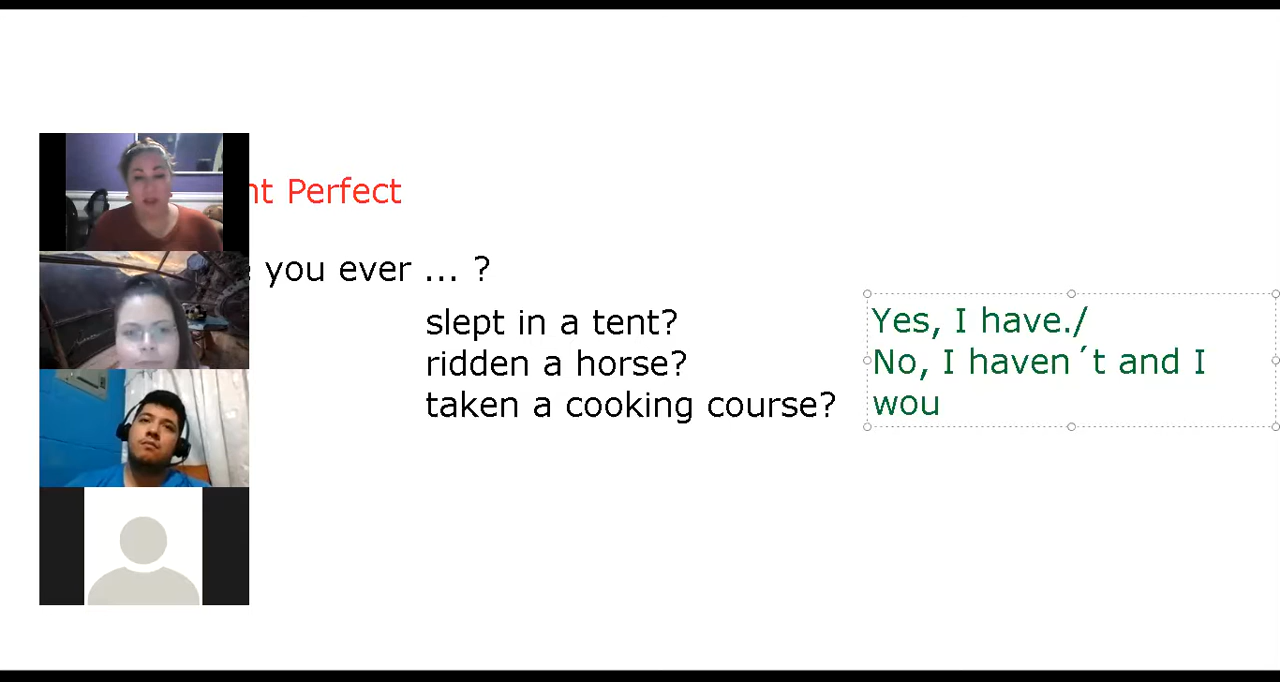 nt Perfect
you ever ... ?
slept in a tent?
ridden a horse?
taken a cooking course?
Yes, I have./
No, I haven´t and I
wou